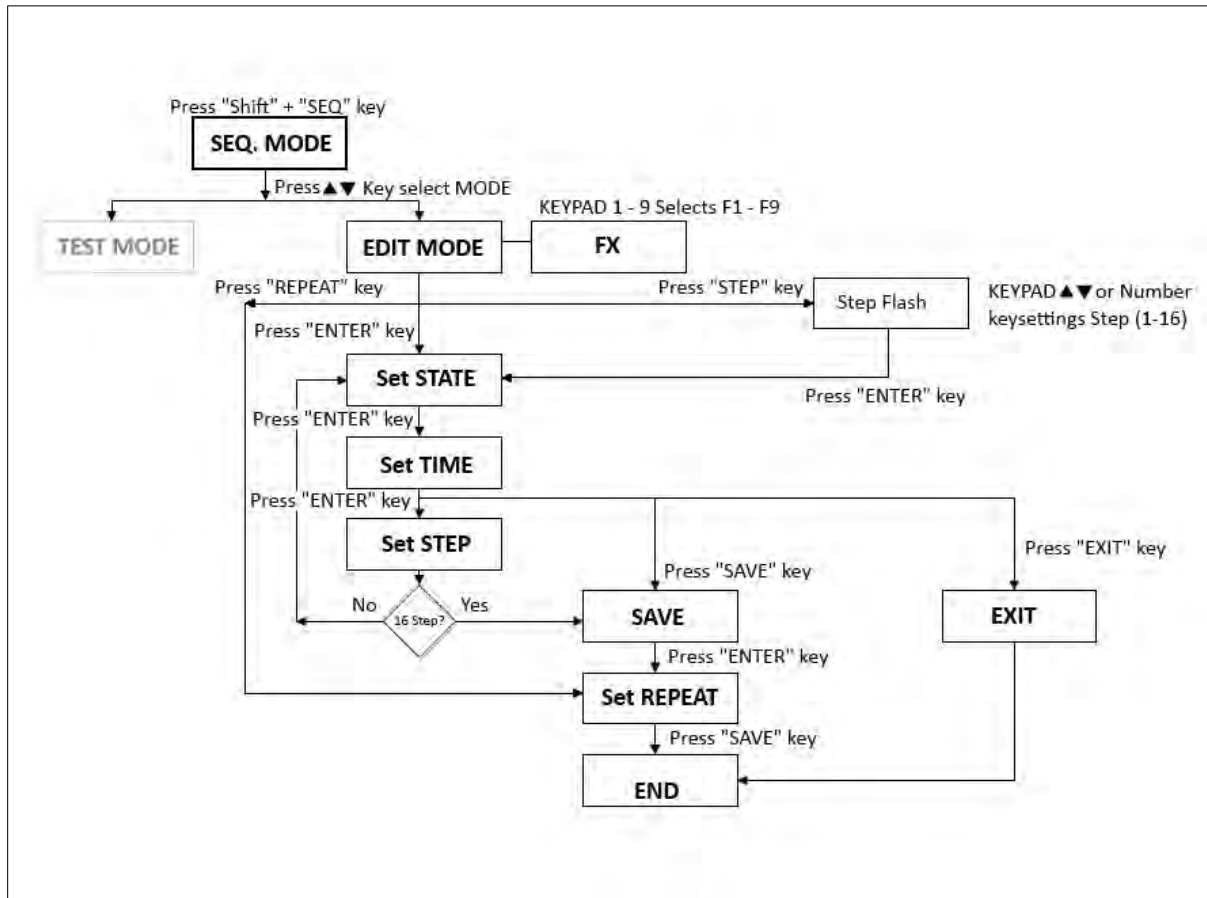 Press "Shift" + "SEQ" key
SEQ. MODE
Press ▲▼ Key select MODE
TEST MODE
EDIT MODE
KEYPAD 1 - 9 Selects F1 - F9
FX
Press "REPEAT" key
Press "STEP" key
Step Flash
KEYPAD ▲▼ or Number
keysettings Step (1-16)
Press "ENTER" key
Set STATE
Press "ENTER" key
Press "ENTER" key
Set TIME
Press "ENTER" key
Set STEP
Press "SAVE" key
Press "EXIT" key
No
16 Step?
Yes
SAVE
EXIT
Press "ENTER" key
Set REPEAT
Press "SAVE" key
END